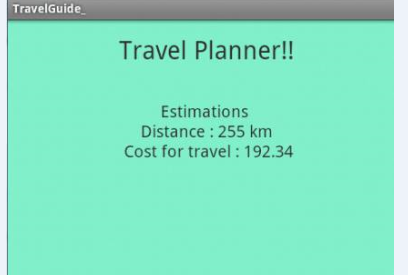 TravelGuide_
Travel Planner!!
Estimations
Distance : 255 km
Cost for travel : 192.34